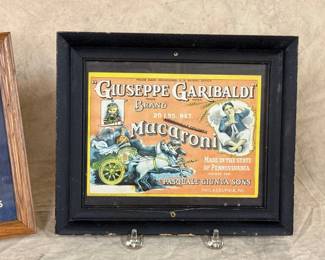 "GIUSEPPE GARIBALDI"
BRAND
20 LBS. NET.
Macaroni
MADE IN THE STATE
OF PENNSYLVANIA
PASQUALE GIUNTA'S SONS
PHILADELPHIA, PA.